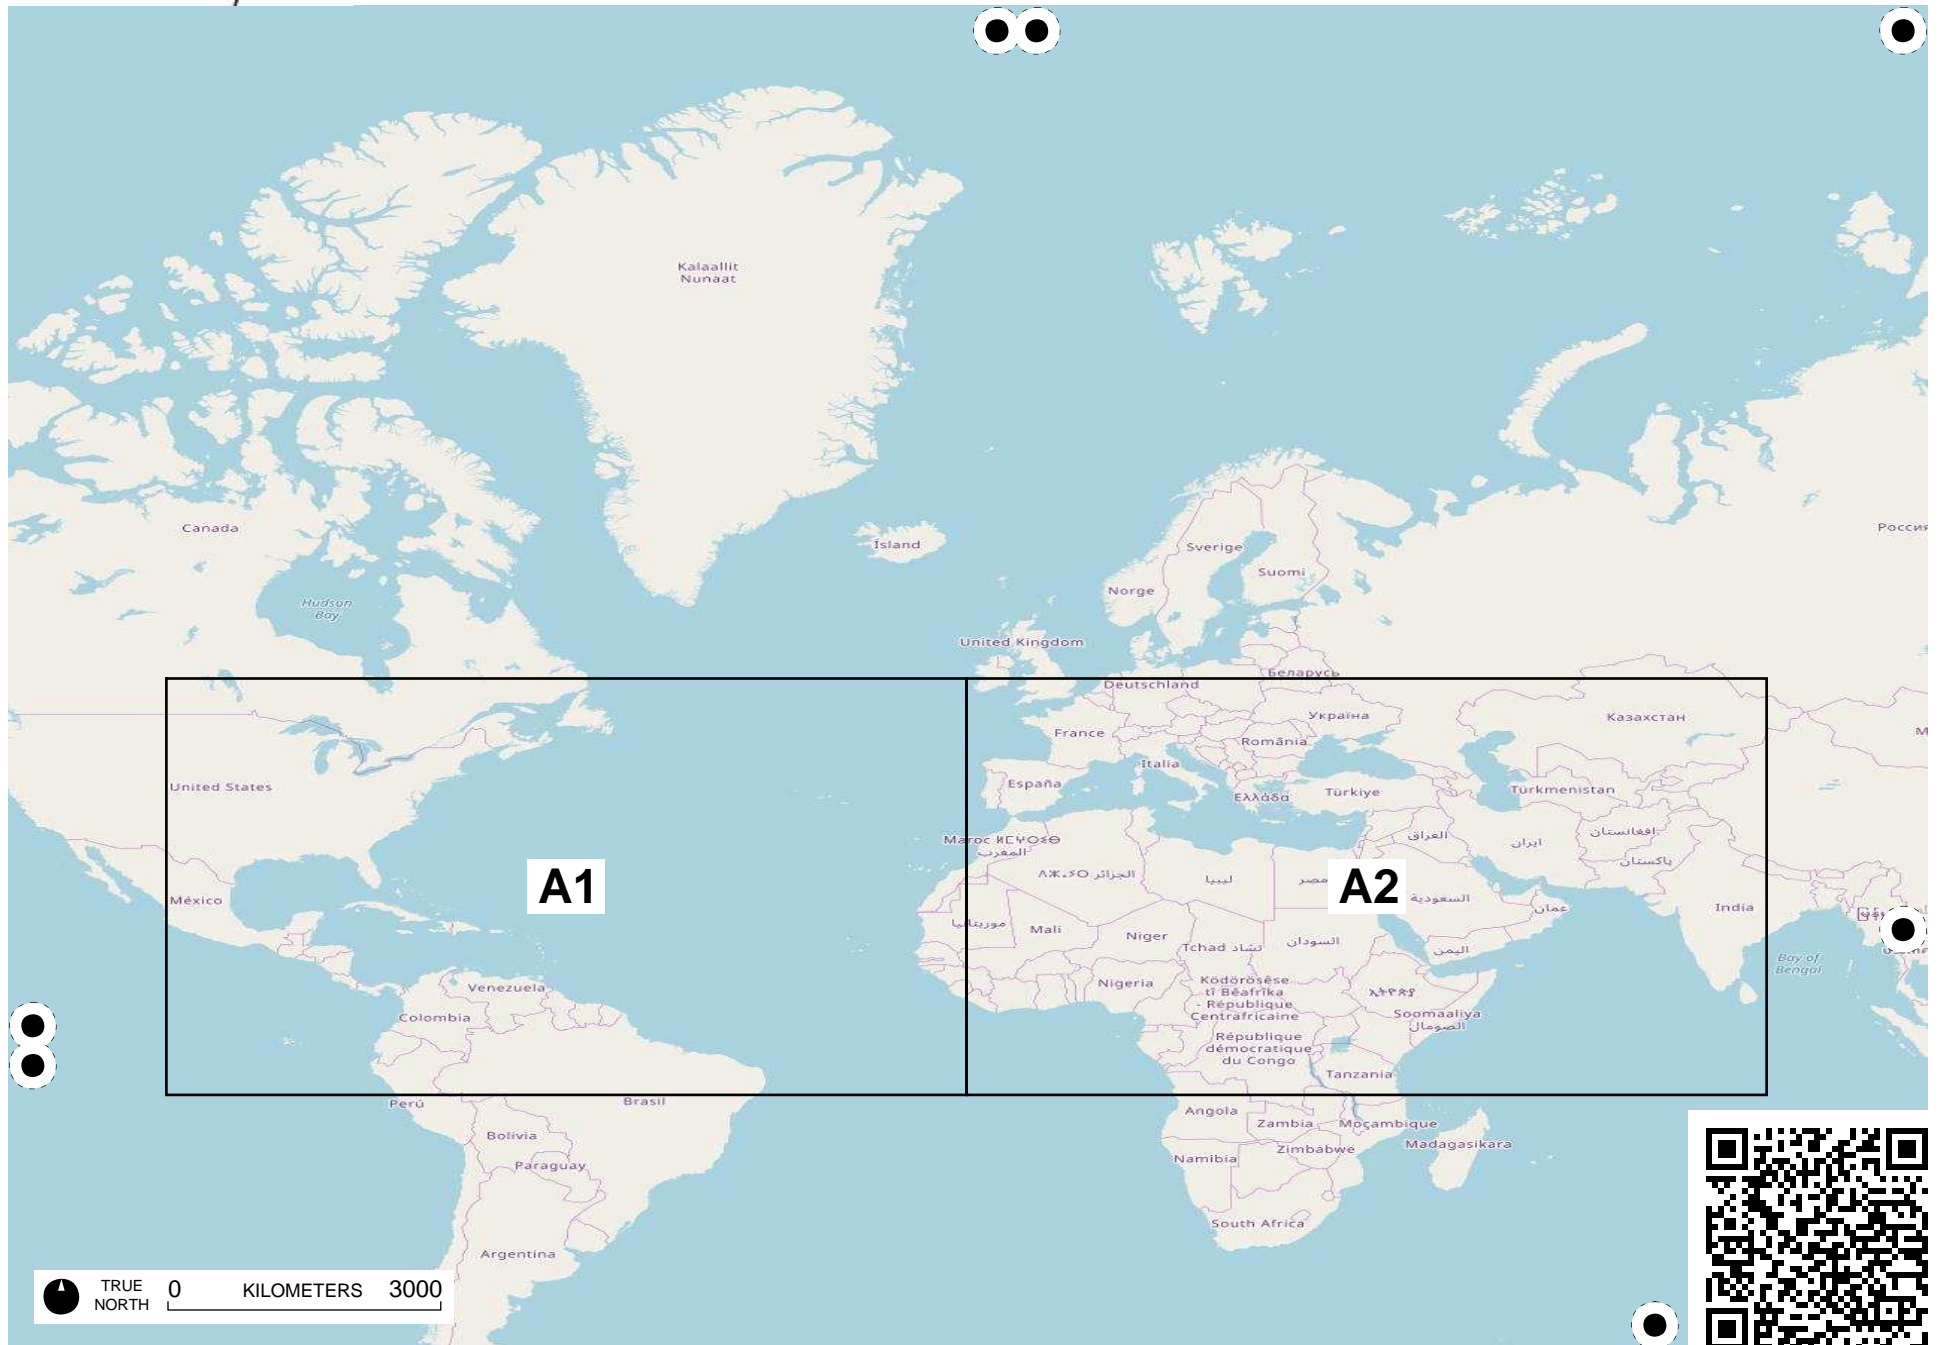 Kalaallit
Nunaat
Canada
Ísland
Россия
Sverige
Suomi
Norge
Hudson
Bay
United Kingdom
Беларусь
Deutschland
Україна
Казахстан
France
România
Italia
United States
España
Ελλάδα
Türkiye
Türkmenistan
العراق
ايران
افغانستان
پاکستان
Maroc ⵍⵎⵖⵔⵉⴱ
المغرب
الجزائر
ليبيا
مصر
A1
A2
السعودية
عمان
México
India
موريتانيا
Mali
Niger
Tchad تشاد
السودان
اليمن
Bay of
Bengal
Venezuela
Nigeria
Ködörösêse
tî Bêafrîka
- République
Centrafricaine
ኢትዮጵያ
Colombia
Soomaaliya
الصومال
République
démocratique
du Congo
Tanzania
Perú
Brasil
Angola
Zambia
Moçambique
Bolivia
Madagasikara
Zimbabwe
Namibia
Paraguay
South Africa
Argentina
TRUE
NORTH
0 KILOMETERS 3000